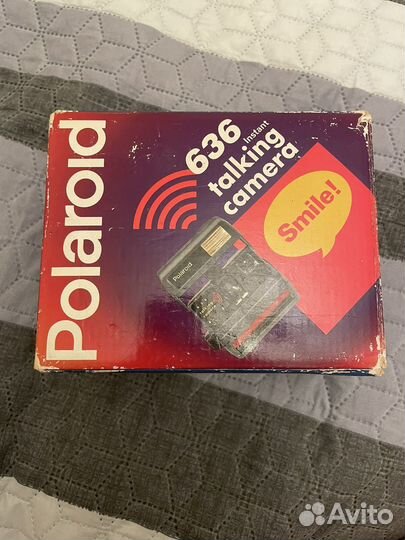 Polaroid
636
Instant
talking
camera
Smile!
Polaroid
Avito